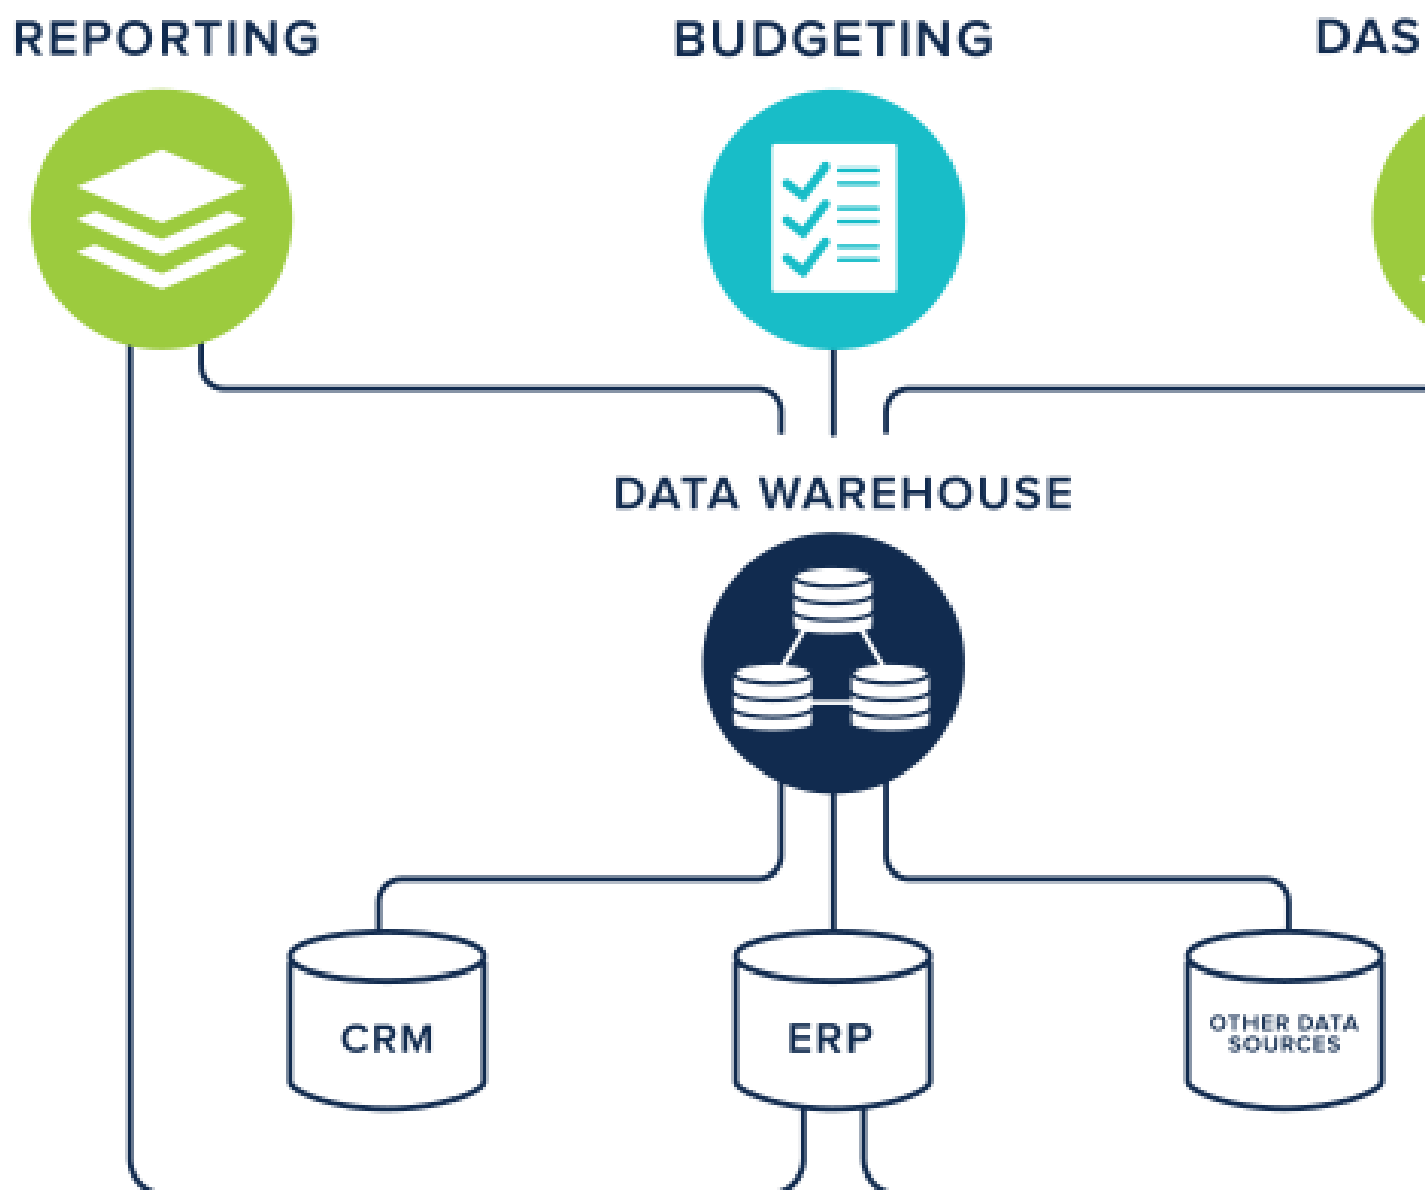 REPORTING
BUDGETING
DAS
DATA WAREHOUSE
CRM
ERP
OTHER DATA
SOURCES